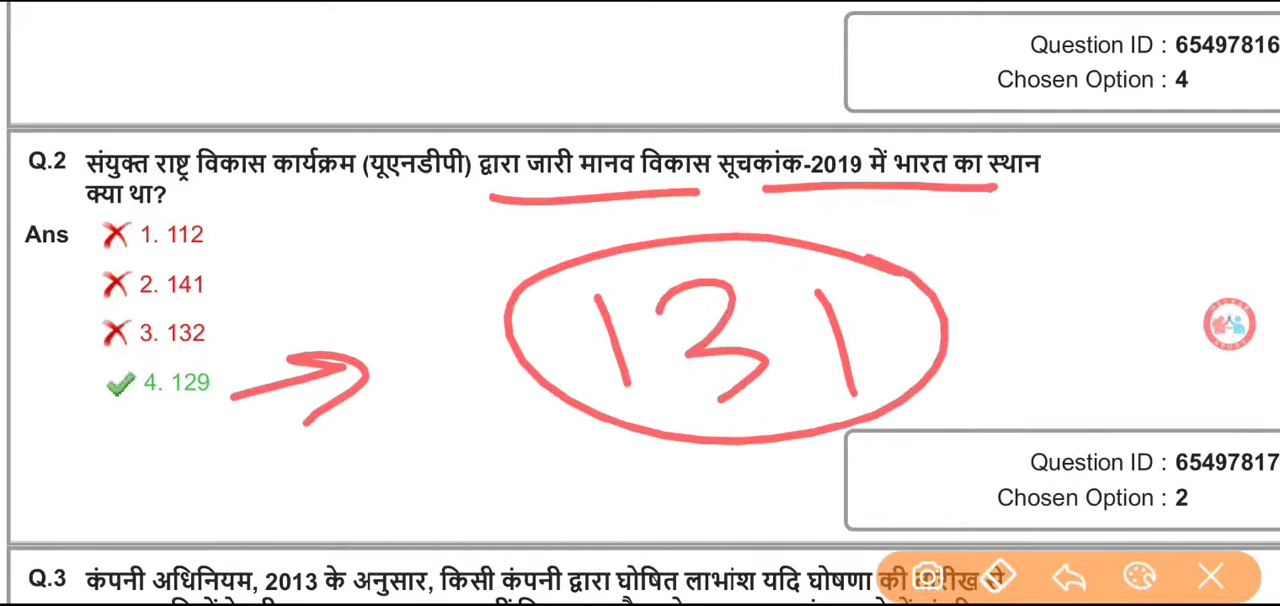 Question ID : 65497816
Chosen Option : 4
Q.2 संयुक्त राष्ट्र विकास कार्यक्रम (यूएनडीपी) द्वारा जारी मानव विकास सूचकांक-2019 में भारत का स्थान
क्या था?
Ans 1. 112
2. 141
3. 132
4. 129
131
Question ID : 65497817
Chosen Option : 2
Q.3 कंपनी अधिनियम, 2013 के अनुसार, किसी कंपनी द्वारा घोषित लाभांश यदि घोषणा की तारीख से